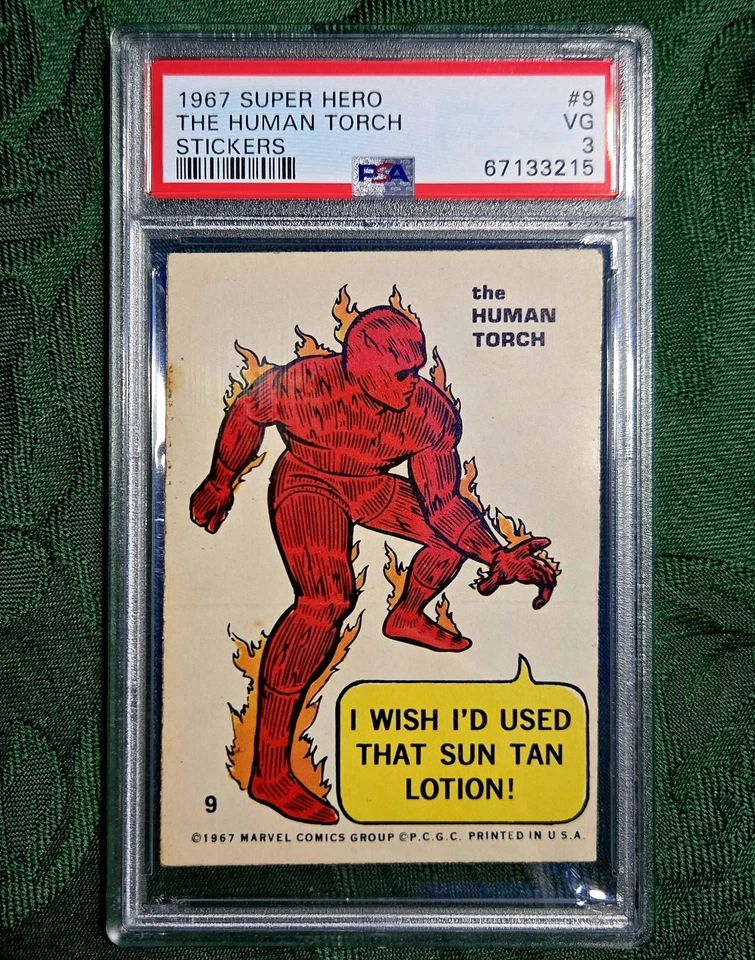 1967 SUPER HERO #9
THE HUMAN TORCH VG
STICKERS 3
PSA 67133215
the
HUMAN
TORCH
I WISH I'D USED
THAT SUN TAN
LOTION!
9
©1967 MARVEL COMICS GROUP ©P.C.G.C. PRINTED IN U.S.A.